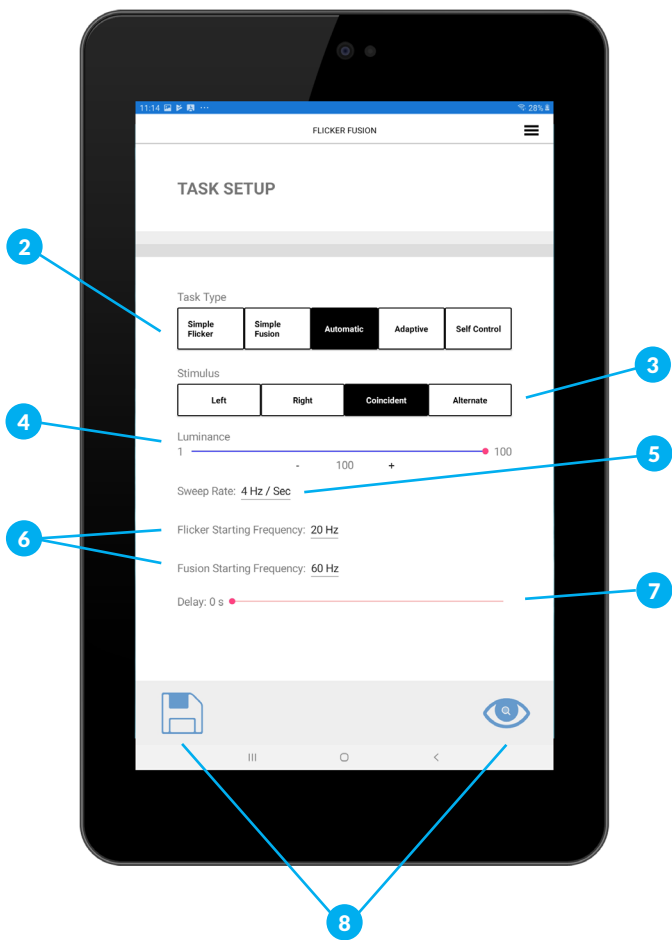 11:14 28%
FLICKER FUSION
TASK SETUP
2
Task Type
Simple Flicker Simple Fusion Automatic Adaptive Self Control
Stimulus
3
Left Right Coincident Alternate
4
Luminance
1 100
- 100 +
5
Sweep Rate: 4 Hz / Sec
6
Flicker Starting Frequency: 20 Hz
Fusion Starting Frequency: 60 Hz
7
Delay: 0 s
8